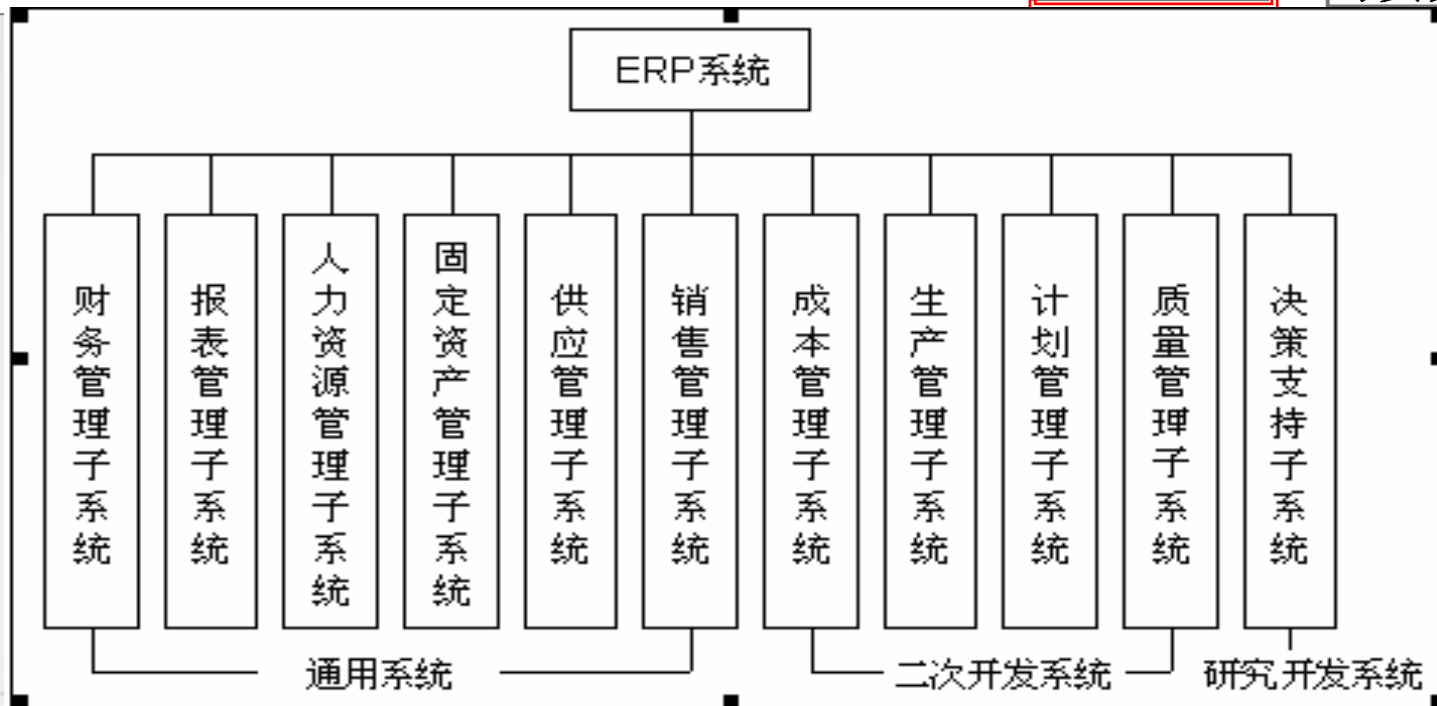 ERP系统
财务管理子系统
报表管理子系统
人力资源管理子系统
固定资产管理子系统
供应管理子系统
销售管理子系统
成本管理子系统
生产管理子系统
计划管理子系统
质量管理子系统
决策支持子系统
通用系统
二次开发系统
研究开发系统